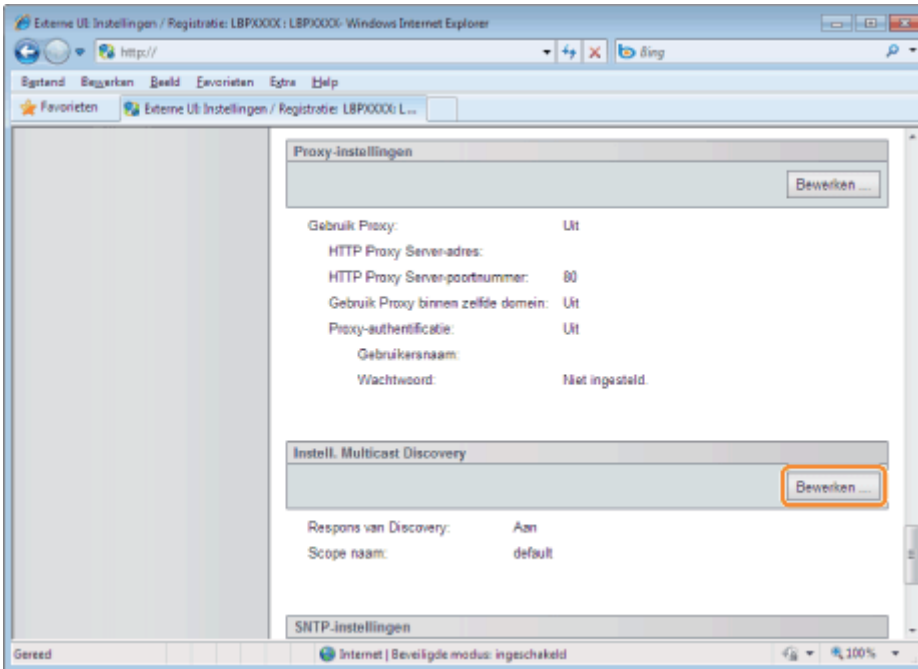 Externe UI: Instellingen / Registratie: LBPXXXX : LBPXXXX- Windows Internet Explorer
http://
Bing
Bestand Bewerken Beeld Favorieten Extra Help
Favorieten Externe UI: Instellingen / Registratie: LBPXXXX: L...
Proxy-instellingen
Bewerken ...
Gebruik Proxy: Uit
HTTP Proxy Server-adres:
HTTP Proxy Server-poortnummer: 80
Gebruik Proxy binnen zelfde domein: Uit
Proxy-authentificatie: Uit
Gebruikersnaam:
Wachtwoord: Niet ingesteld.
Instell. Multicast Discovery
Bewerken ...
Respons van Discovery: Aan
Scope naam: default
SNTP-instellingen
Gereed Internet | Beveiligde modus: ingeschakeld 100%